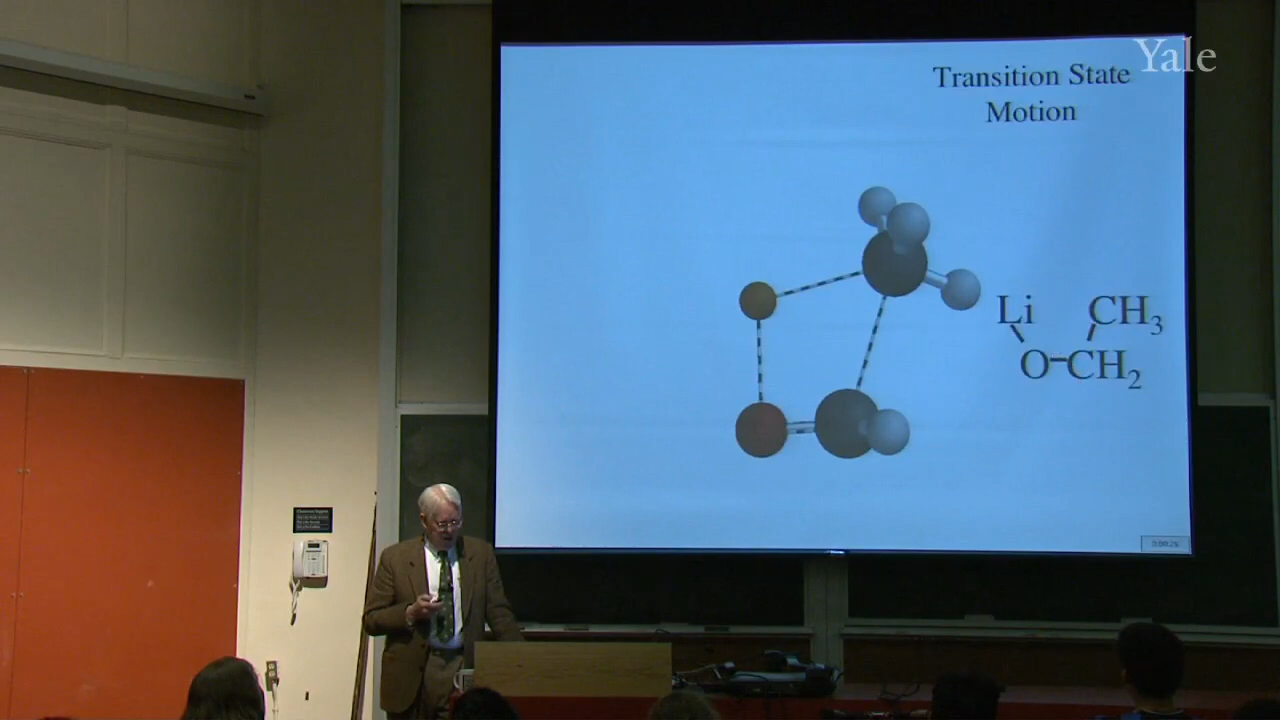 Yale
Transition State
Motion
Li CH3
O-CH2